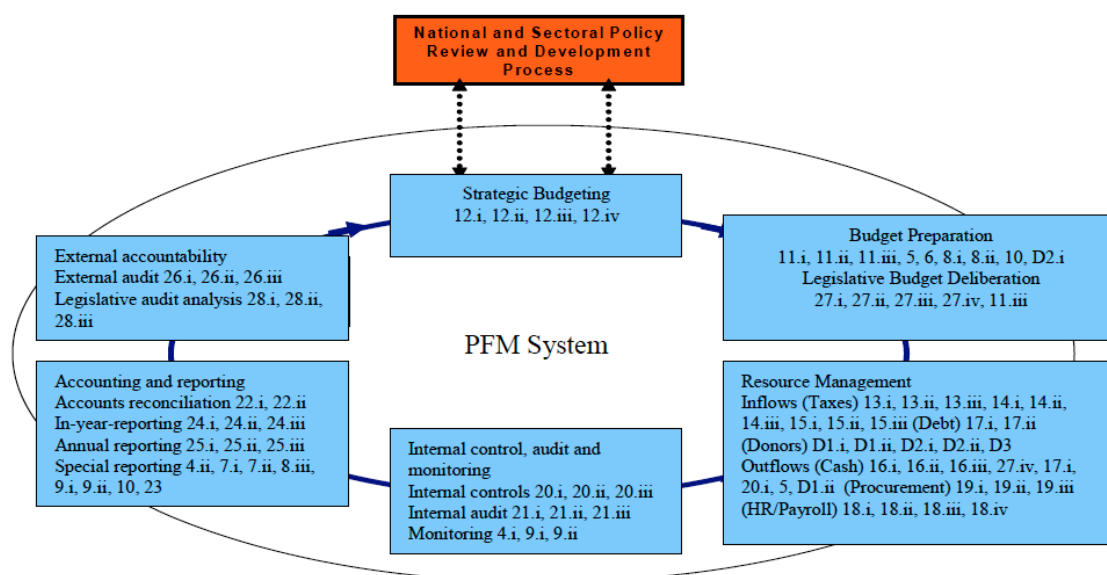 National and Sectoral Policy
Review and Development
Process
Strategic Budgeting
12.i, 12.ii, 12.iii, 12.iv
Budget Preparation
11.i, 11.ii, 11.iii, 5, 6, 8.i, 8.ii, 10, D2.i
Legislative Budget Deliberation
27.i, 27.ii, 27.iii, 27.iv, 11.iii
External accountability
External audit 26.i, 26.ii, 26.iii
Legislative audit analysis 28.i, 28.ii,
28.iii
PFM System
Accounting and reporting
Accounts reconciliation 22.i, 22.ii
In-year-reporting 24.i, 24.ii, 24.iii
Annual reporting 25.i, 25.ii, 25.iii
Special reporting 4.ii, 7.i, 7.ii, 8.iii,
9.i, 9.ii, 10, 23
Internal control, audit and
monitoring
Internal controls 20.i, 20.ii, 20.iii
Internal audit 21.i, 21.ii, 21.iii
Monitoring 4.i, 9.i, 9.ii
Resource Management
Inflows (Taxes) 13.i, 13.ii, 13.iii, 14.i, 14.ii,
14.iii, 15.i, 15.ii, 15.iii (Debt) 17.i, 17.ii
(Donors) D1.i, D1.ii, D2.i, D2.ii, D3
Outflows (Cash) 16.i, 16.ii, 16.iii, 27.iv, 17.i,
20.i, 5, D1.ii (Procurement) 19.i, 19.ii, 19.iii
(HR/Payroll) 18.i, 18.ii, 18.iii, 18.iv